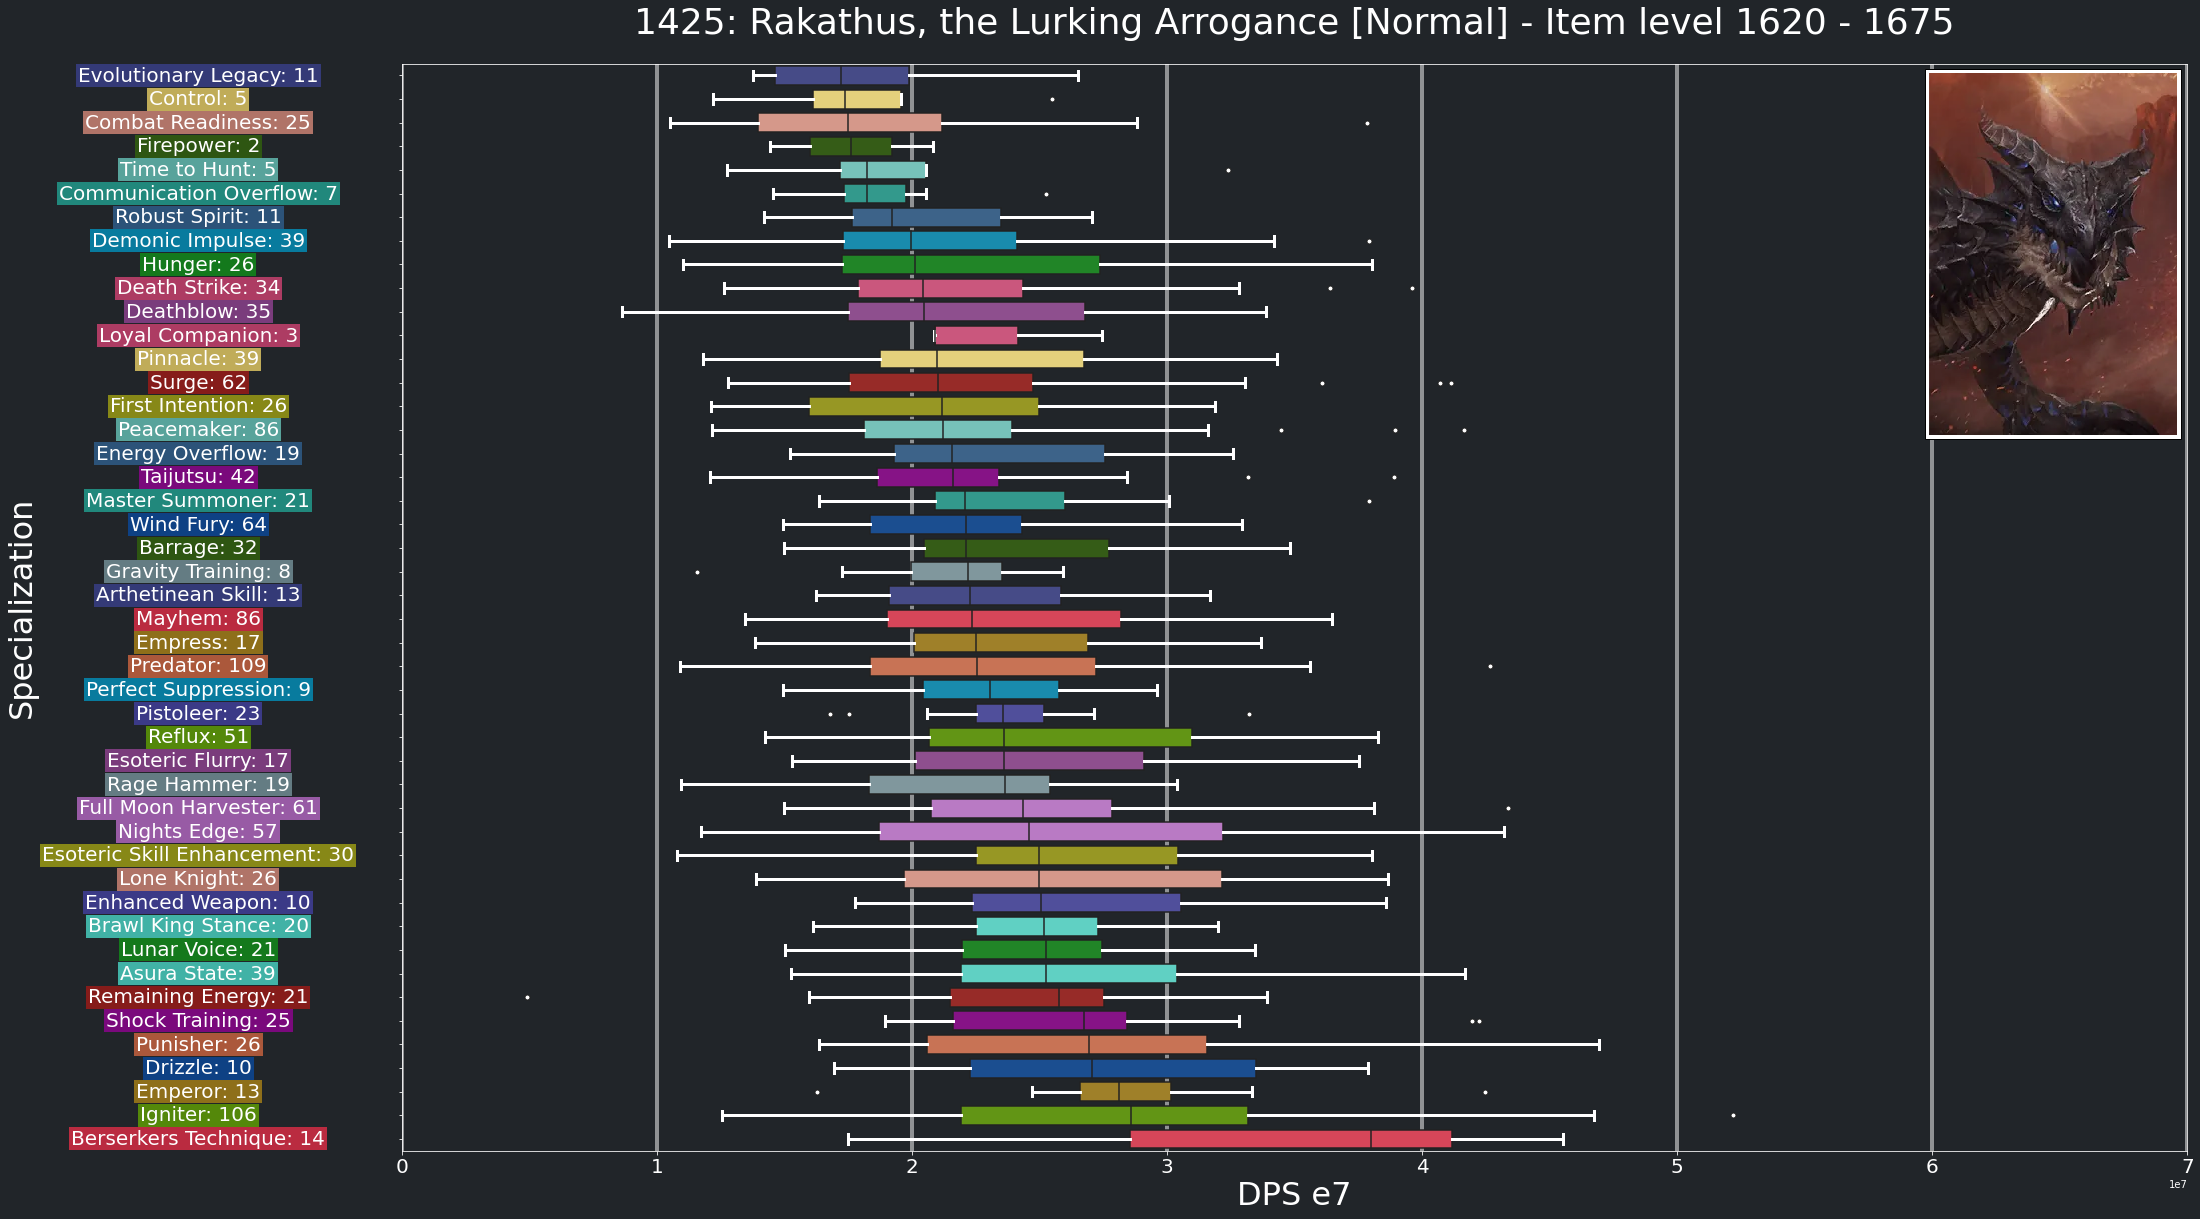 1425: Rakathus, the Lurking Arrogance [Normal] - Item level 1620 - 1675
Evolutionary Legacy: 11
Control: 5
Combat Readiness: 25
Firepower: 2
Time to Hunt: 5
Communication Overflow: 7
Robust Spirit: 11
Demonic Impulse: 39
Hunger: 26
Death Strike: 34
Deathblow: 35
Loyal Companion: 3
Pinnacle: 39
Surge: 62
First Intention: 26
Peacemaker: 86
Energy Overflow: 19
Taijutsu: 42
Master Summoner: 21
Wind Fury: 64
Barrage: 32
Gravity Training: 8
Arthetinean Skill: 13
Mayhem: 86
Empress: 17
Predator: 109
Perfect Suppression: 9
Pistoleer: 23
Reflux: 51
Esoteric Flurry: 17
Rage Hammer: 19
Full Moon Harvester: 61
Nights Edge: 57
Esoteric Skill Enhancement: 30
Lone Knight: 26
Enhanced Weapon: 10
Brawl King Stance: 20
Lunar Voice: 21
Asura State: 39
Remaining Energy: 21
Shock Training: 25
Punisher: 26
Drizzle: 10
Emperor: 13
Igniter: 106
Berserkers Technique: 14
Specialization
0 1 2 3 4 5 6 7
1e7
DPS e7